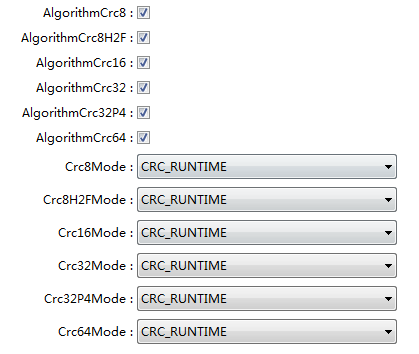 AlgorithmCrc8 :
AlgorithmCrc8H2F :
AlgorithmCrc16 :
AlgorithmCrc32 :
AlgorithmCrc32P4 :
AlgorithmCrc64 :
Crc8Mode : CRC_RUNTIME
Crc8H2FMode : CRC_RUNTIME
Crc16Mode : CRC_RUNTIME
Crc32Mode : CRC_RUNTIME
Crc32P4Mode : CRC_RUNTIME
Crc64Mode : CRC_RUNTIME